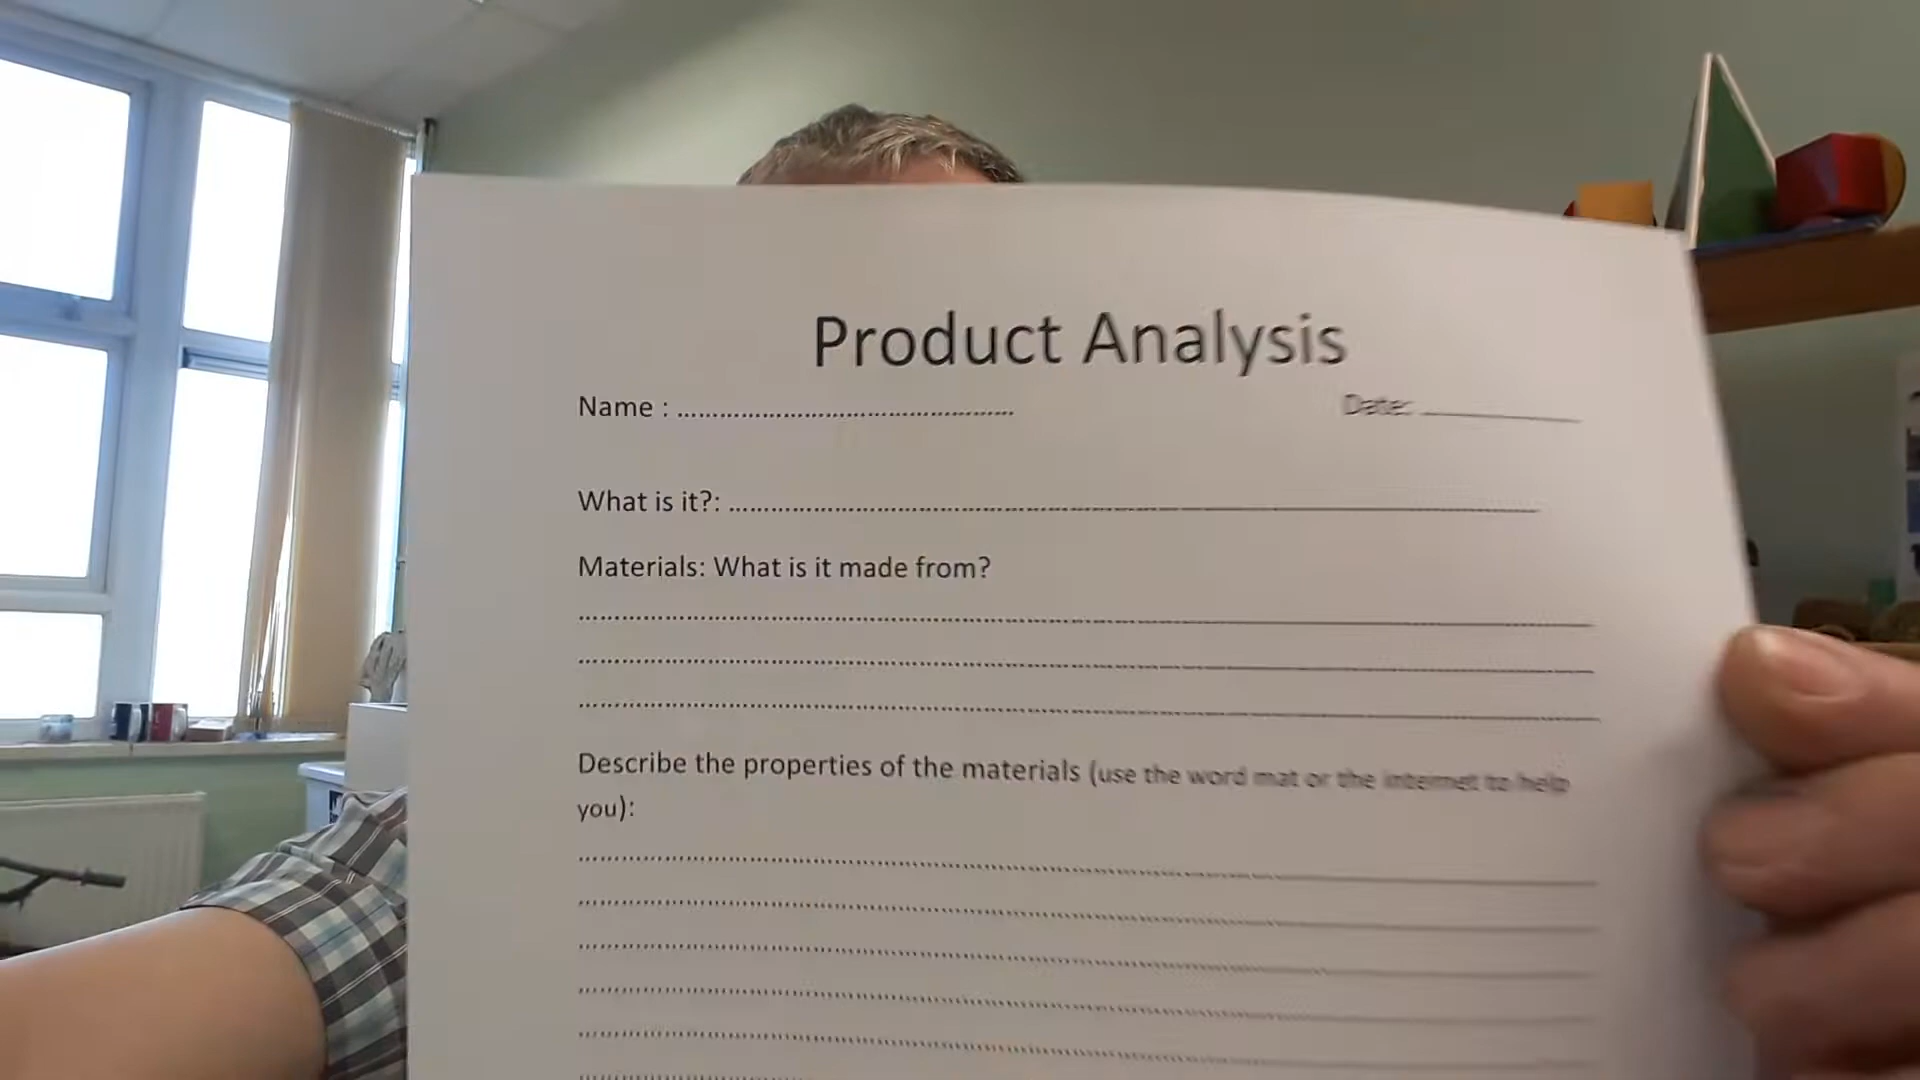 Product Analysis
Name : ................................................ Date: ......................
What is it?: ....................................................................................................................
Materials: What is it made from?
................................................................................................................................................
................................................................................................................................................
................................................................................................................................................
Describe the properties of the materials (use the word mat or the internet to help
you):
................................................................................................................................................
................................................................................................................................................
................................................................................................................................................
................................................................................................................................................
................................................................................................................................................